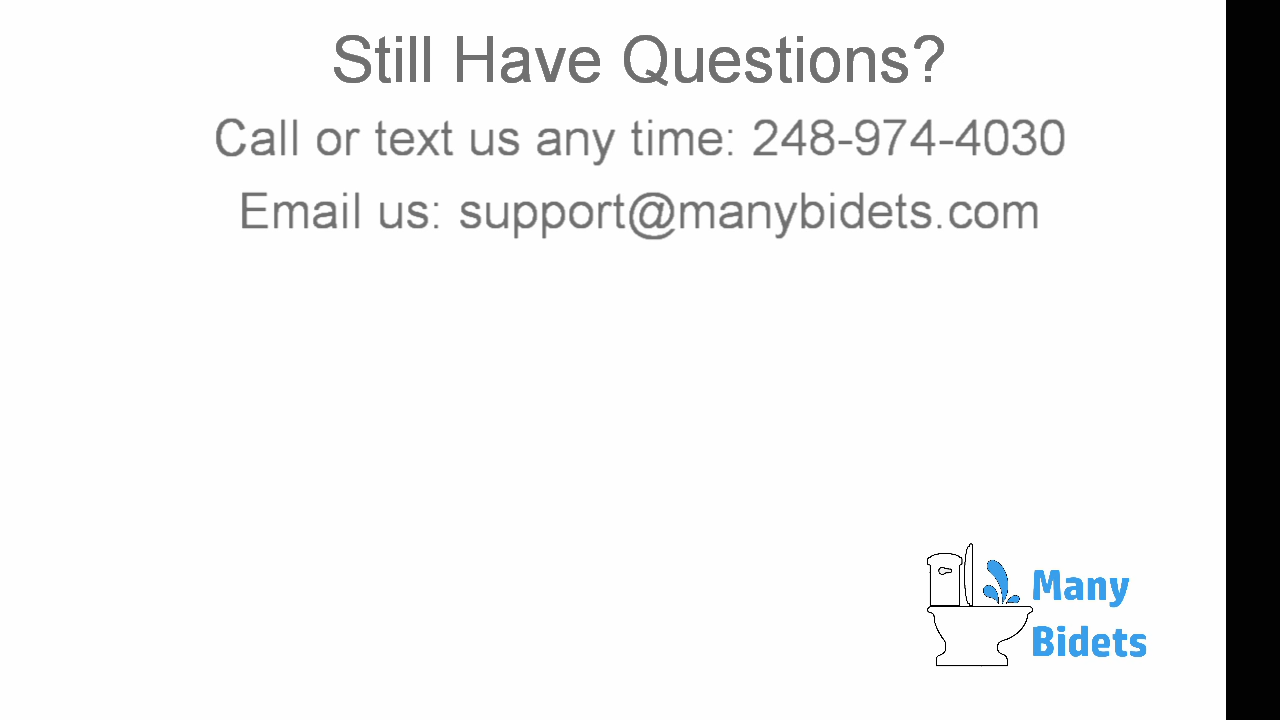 Still Have Questions?
Call or text us any time: 248-974-4030
Email us: support@manybidets.com
Many
Bidets